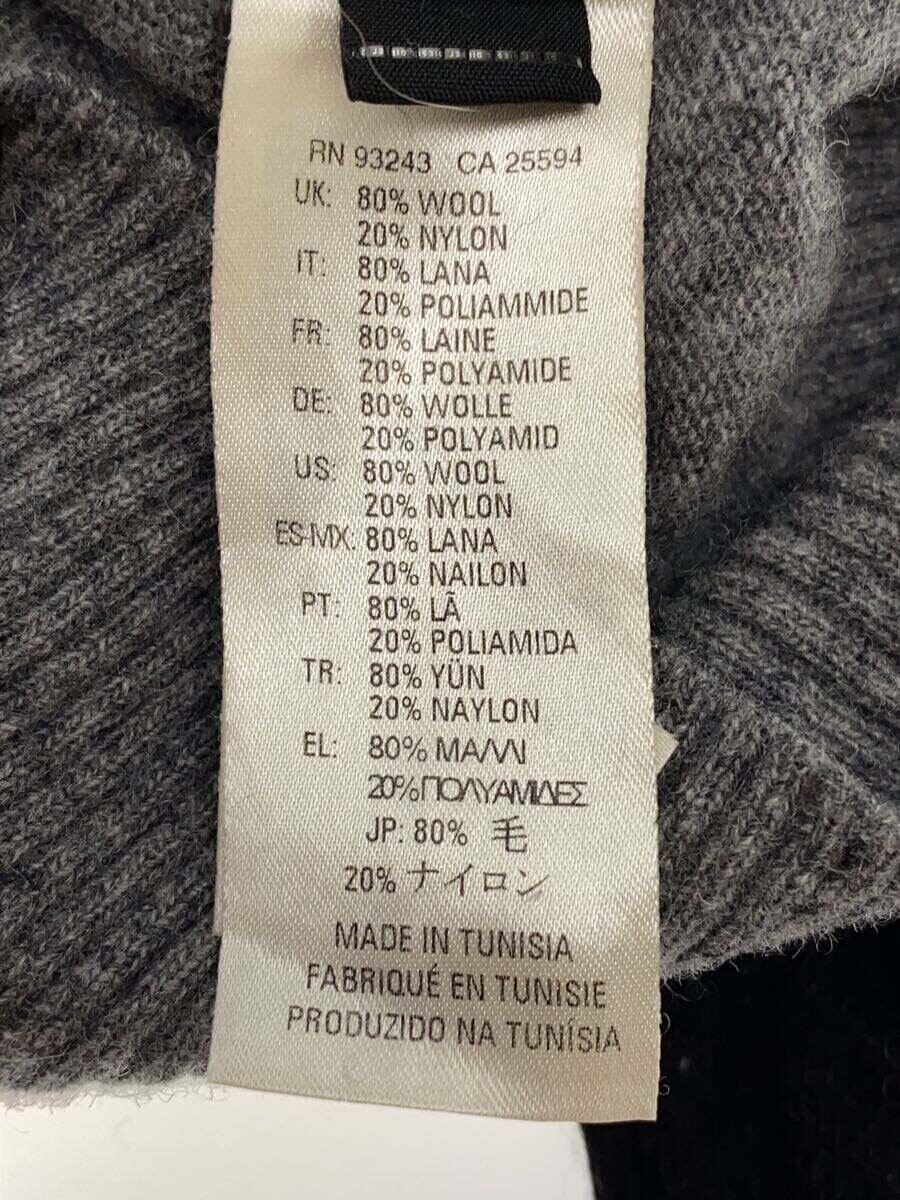 RN 93243 CA 25594
UK: 80% WOOL
20% NYLON
IT: 80% LANA
20% POLIAMMIDE
FR: 80% LAINE
20% POLYAMIDE
DE: 80% WOLLE
20% POLYAMID
US: 80% WOOL
20% NYLON
ES-MX: 80% LANA
20% NAILON
PT: 80% LÃ
20% POLIAMIDA
TR: 80% YÜN
20% NAYLON
EL: 80% ΜΑΛΛΙ
20% ΠΟΛΥΑΜΙΔΕΣ
JP: 80% 毛
20% ナイロン
MADE IN TUNISIA
FABRIQUÉ EN TUNISIE
PRODUZIDO NA TUNÍSIA